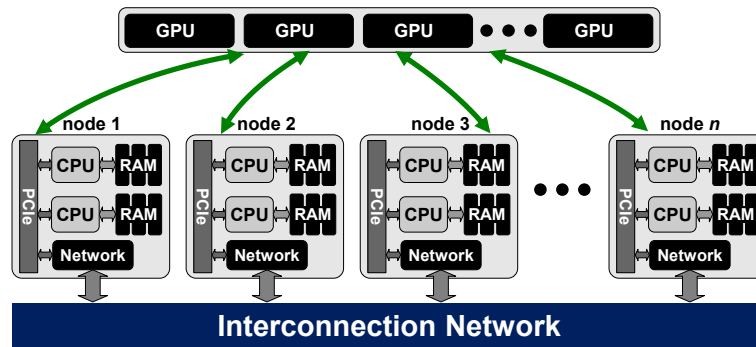 GPU GPU GPU GPU
node 1 node 2 node 3 node n
PCIe CPU RAM PCIe CPU RAM PCIe CPU RAM PCIe CPU RAM
CPU RAM CPU RAM CPU RAM CPU RAM
Network Network Network Network
Interconnection Network